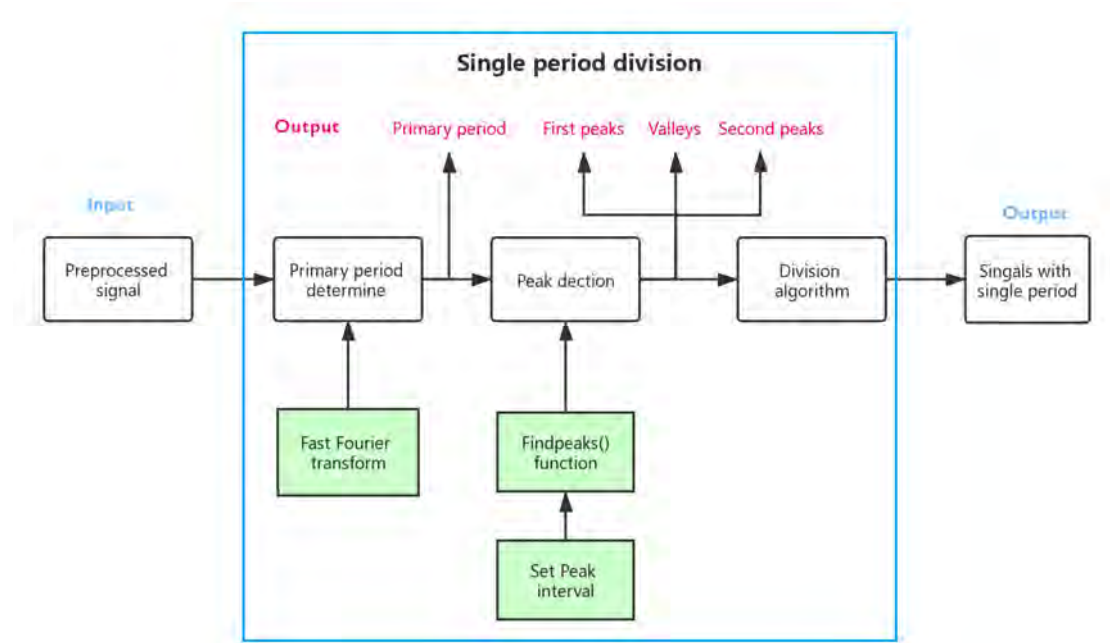 Single period division
Output
Primary period
First peaks
Valleys
Second peaks
Input
Output
Preprocessed
signal
Primary period
determine
Peak dection
Division
algorithm
Singals with
single period
Fast Fourier
transform
Findpeaks()
function
Set Peak
interval